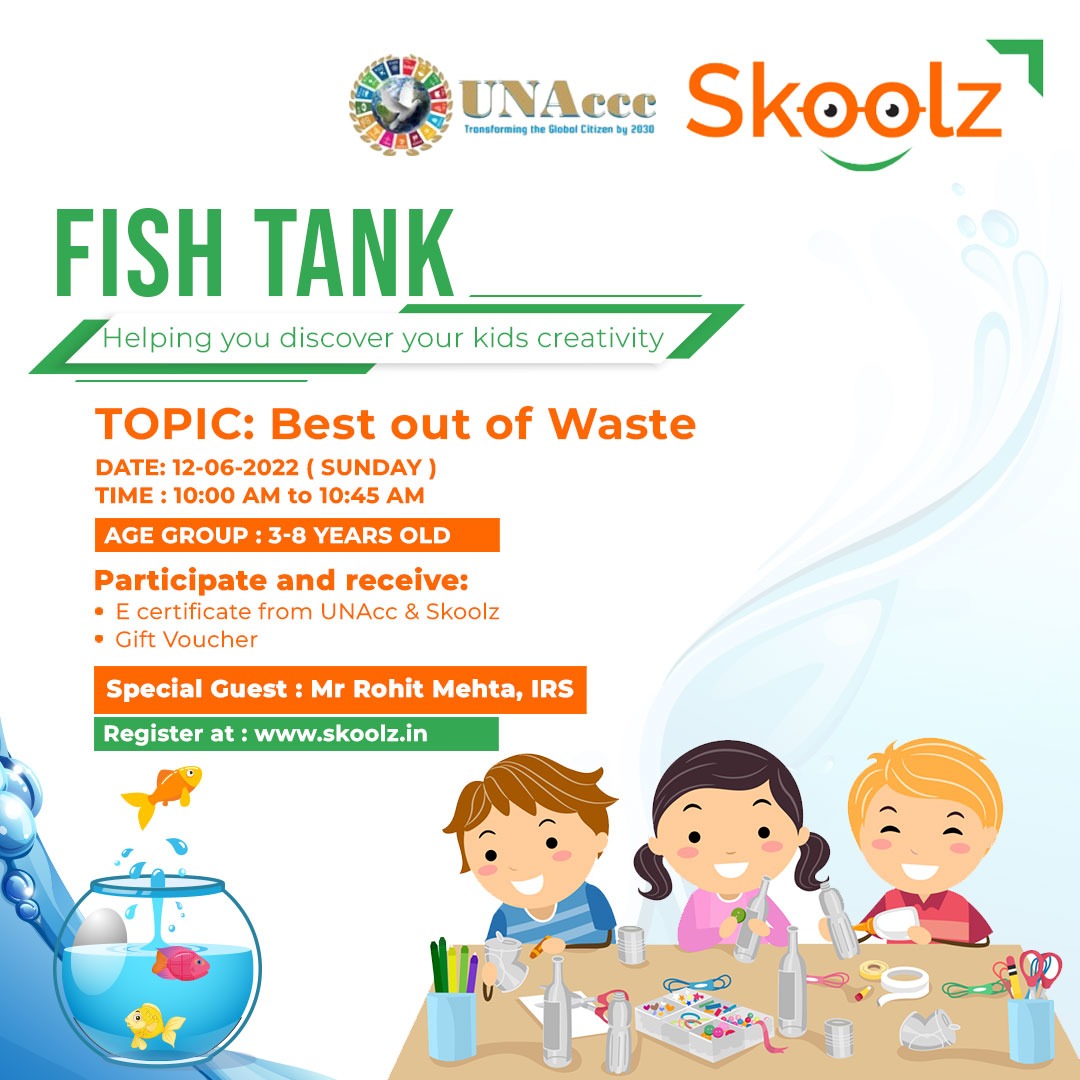 UNAccc
Transforming the Global Citizen by 2030
Skoolz
FISH TANK
Helping you discover your kids creativity
TOPIC: Best out of Waste
DATE: 12-06-2022 ( SUNDAY )
TIME : 10:00 AM to 10:45 AM
AGE GROUP : 3-8 YEARS OLD
Participate and receive:
• E certificate from UNAcc & Skoolz
• Gift Voucher
Special Guest : Mr Rohit Mehta, IRS
Register at : www.skoolz.in